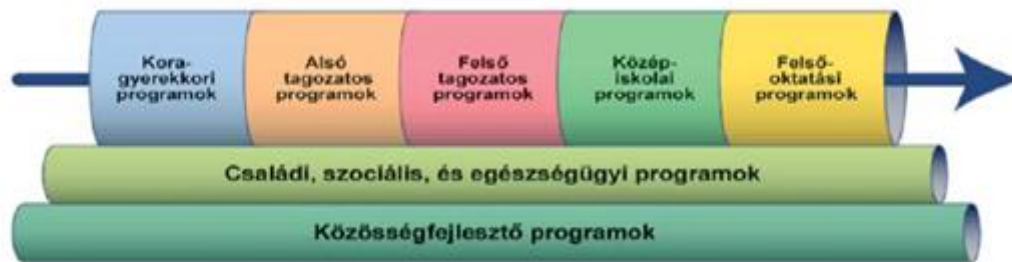 Kora-
gyerekkori
programok
Alsó
tagozatos
programok
Felső
tagozatos
programok
Közép-
iskolai
programok
Felső-
oktatási
programok
Családi, szociális, és egészségügyi programok
Közösségfejlesztő programok